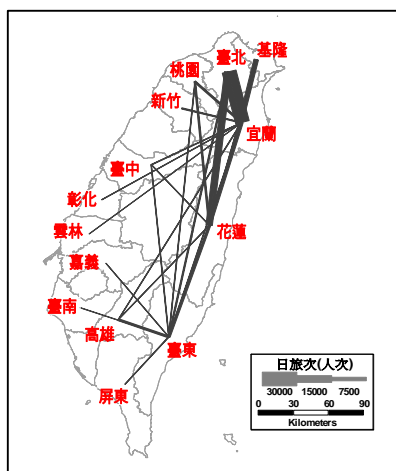 基隆
臺北
桃園
新竹
宜蘭
臺中
彰化
雲林
花蓮
嘉義
臺南
高雄
臺東
屏東
日旅次(人次)
30000 15000 7500
0 30 60 90
Kilometers